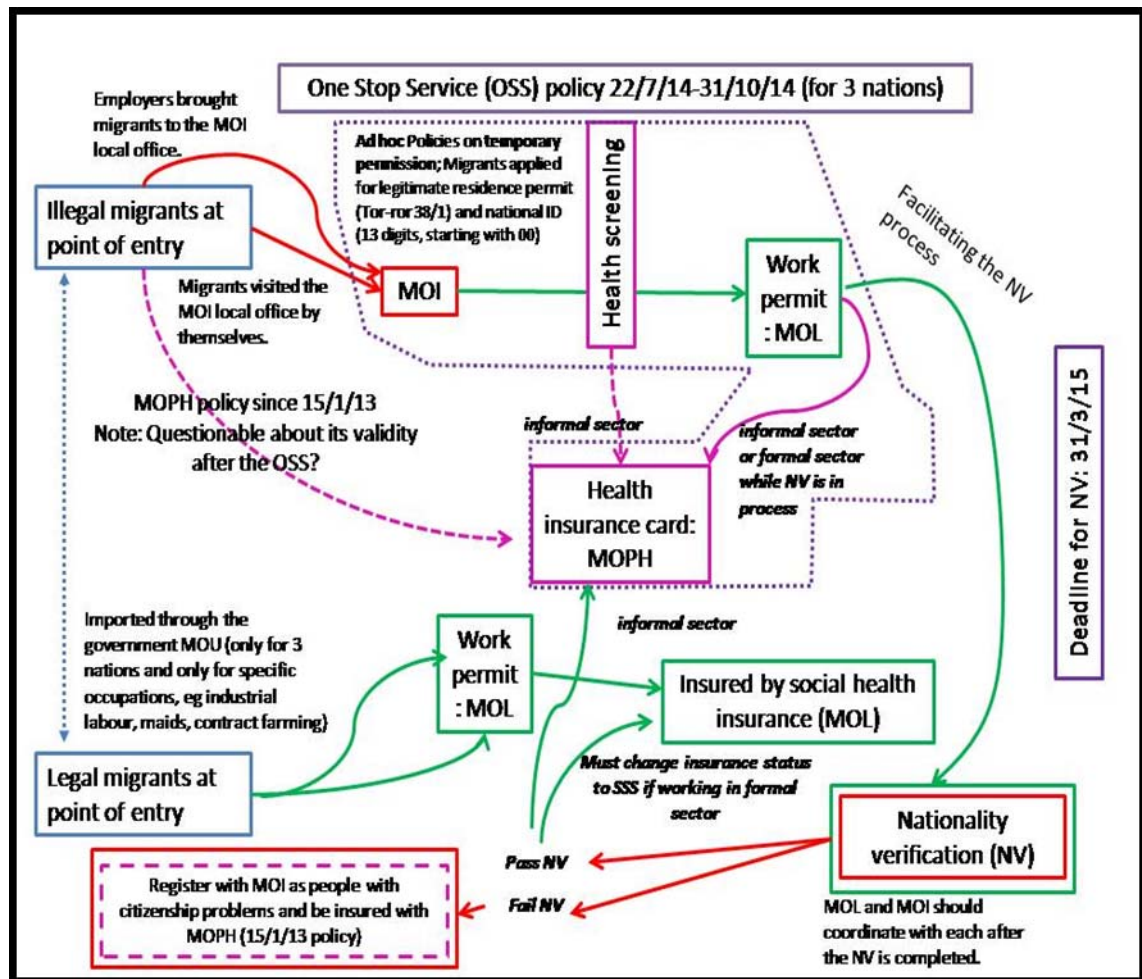 One Stop Service (OSS) policy 22/7/14-31/10/14 (for 3 nations)
Employers brought
migrants to the MOI
local office.
Ad hoc Policies on temporary
permission; Migrants applied
for legitimate residence permit
(Tor-ror 38/1) and national ID
(13 digits, starting with 00)
Health screening
Facilitating the NV
process
Illegal migrants at
point of entry
MOI
Work
permit
: MOL
Migrants visited the
MOI local office by
themselves.
MOPH policy since 15/1/13
Note: Questionable about its validity
after the OSS?
informal sector
informal sector
or formal sector
while NV is in
process
Health
insurance card:
MOPH
Deadline for NV: 31/3/15
Imported through the
government MOU (only for 3
nations and only for specific
occupations, eg industrial
labour, maids, contract farming)
Work
permit
: MOL
informal sector
Insured by social health
insurance (MOL)
Legal migrants at
point of entry
Must change insurance status
to SSS if working in formal
sector
Nationality
verification (NV)
Pass NV
Fail NV
Register with MOI as people with
citizenship problems and be insured with
MOPH (15/1/13 policy)
MOL and MOI should
coordinate with each after
the NV is completed.